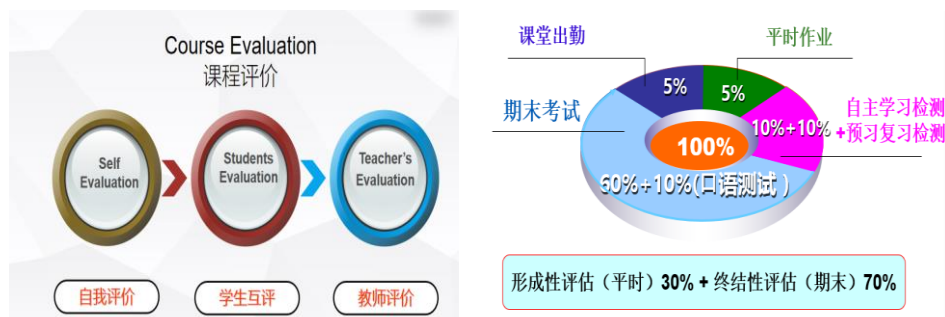 Course Evaluation
课程评价
Self
Evaluation
Students
Evaluation
Teacher's
Evaluation
自我评价
学生互评
教师评价
课堂出勤
平时作业
5%
5%
期末考试
自主学习检测
10%+10%
+预习复习检测
100%
60%+10%(口语测试）
形成性评估（平时）30% + 终结性评估（期末）70%